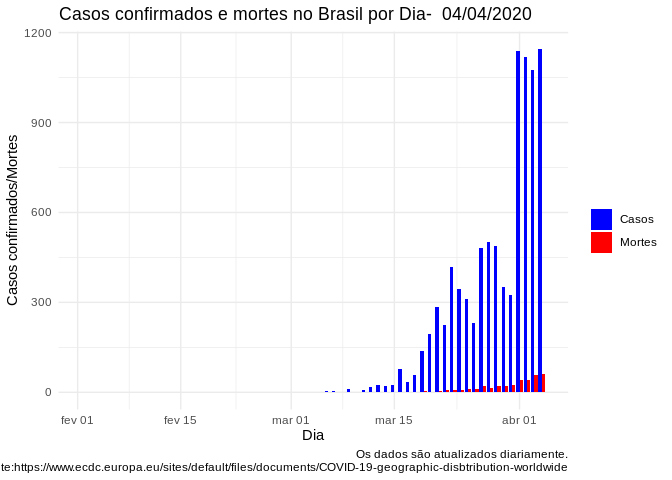 Casos confirmados e mortes no Brasil por Dia-  04/04/2020
1200
900
600
300
0
Casos confirmados/Mortes
fev 01
fev 15
mar 01
mar 15
abr 01
Dia
Casos
Mortes
Os dados são atualizados diariamente.
te:https://www.ecdc.europa.eu/sites/default/files/documents/COVID-19-geographic-disbtribution-worldwide